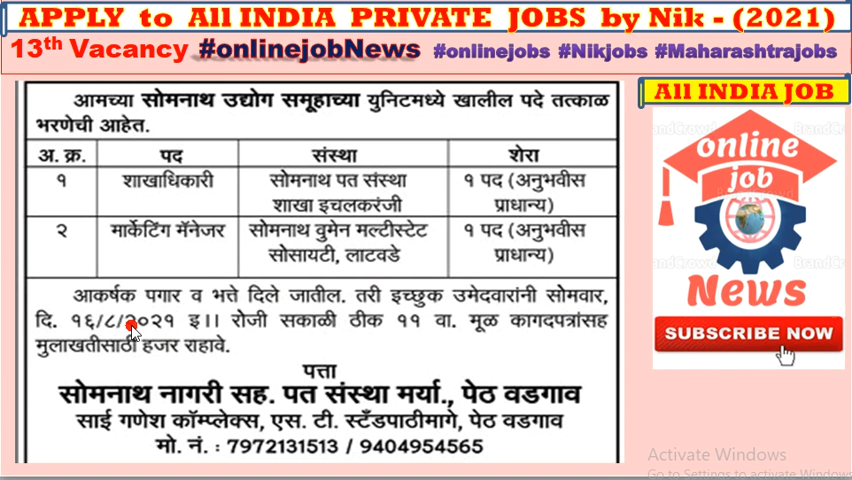 APPLY to All INDIA PRIVATE JOBS by Nik - (2021)
13th Vacancy #onlinejobNews #onlinejobs #Nikjobs #Maharashtrajobs
आमच्या सोमनाथ उद्योग समूहाच्या युनिटमध्ये खालील पदे तत्काळ
भरणेची आहेत.
अ. क्र. पद संस्था शेरा
१ शाखाधिकारी सोमनाथ पत संस्था १ पद (अनुभवीस
शाखा इचलकरंजी प्राधान्य)
२ मार्केटिंग मॅनेजर सोमनाथ वुमेन मल्टीस्टेट १ पद (अनुभवीस
सोसायटी, लाटवडे प्राधान्य)
आकर्षक पगार व भत्ते दिले जातील. तरी इच्छुक उमेदवारांनी सोमवार,
दि. १६/८/२०२१ इ।। रोजी सकाळी ठीक ११ वा. मूळ कागदपत्रांसह
मुलाखतीसाठी हजर राहावे.
पत्ता
सोमनाथ नागरी सह. पत संस्था मर्या., पेठ वडगाव
साई गणेश कॉम्प्लेक्स, एस. टी. स्टँडपाठीमागे, पेठ वडगाव
मो. नं. : 7972131513 / 9404954565
All INDIA JOB
online
job
News
SUBSCRIBE NOW
Activate Windows
Go to Settings to activate Windows